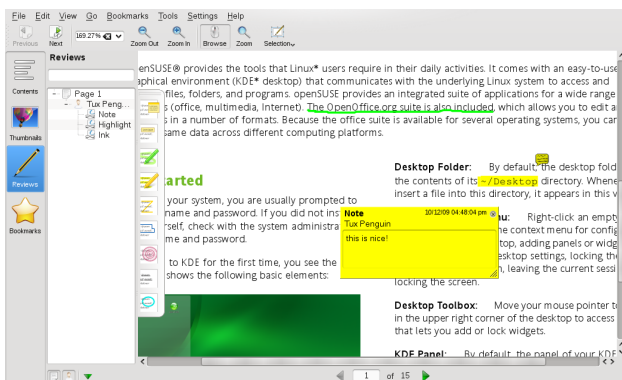 File Edit View Go Bookmarks Tools Settings Help
169.27%
Previous Next Zoom Out Zoom In Browse Zoom Selection
Reviews
Contents
Thumbnails
Reviews
Bookmarks
Page 1
Tux Peng...
Note
Highlight
Ink
enSUSE® provides the tools that Linux* users require in their daily activities. It comes with an easy-to-use
aphical environment (KDE* desktop) that communicates with the underlying Linux system to access and
files, folders, and programs. openSUSE provides an integrated suite of applications for a wide range
s (office, multimedia, Internet). The OpenOffice.org suite is also included, which allows you to edit a
s in a number of formats. Because the office suite is available for several operating systems, you can
same data across different computing platforms.
arted
your system, you are usually prompted to
name and password. If you did not ins
rself, check with the system administra
me and password.
to KDE for the first time, you see the
shows the following basic elements:
Desktop Folder: By default, the desktop fold
the contents of its ~/Desktop directory. Whene
insert a file into this directory, it appears in this v
Note 10/12/09 04:48:04 pm
Tux Penguin
this is nice!
u: Right-click an empty
he context menu for config
top, adding panels or widg
esktop settings, locking the
, leaving the current sessi
locking the screen.
Desktop Toolbox: Move your mouse pointer to
in the upper right corner of the desktop to access
that lets you add or lock widgets.
KDE Panel: By default, the panel of your KDE
1 of 15